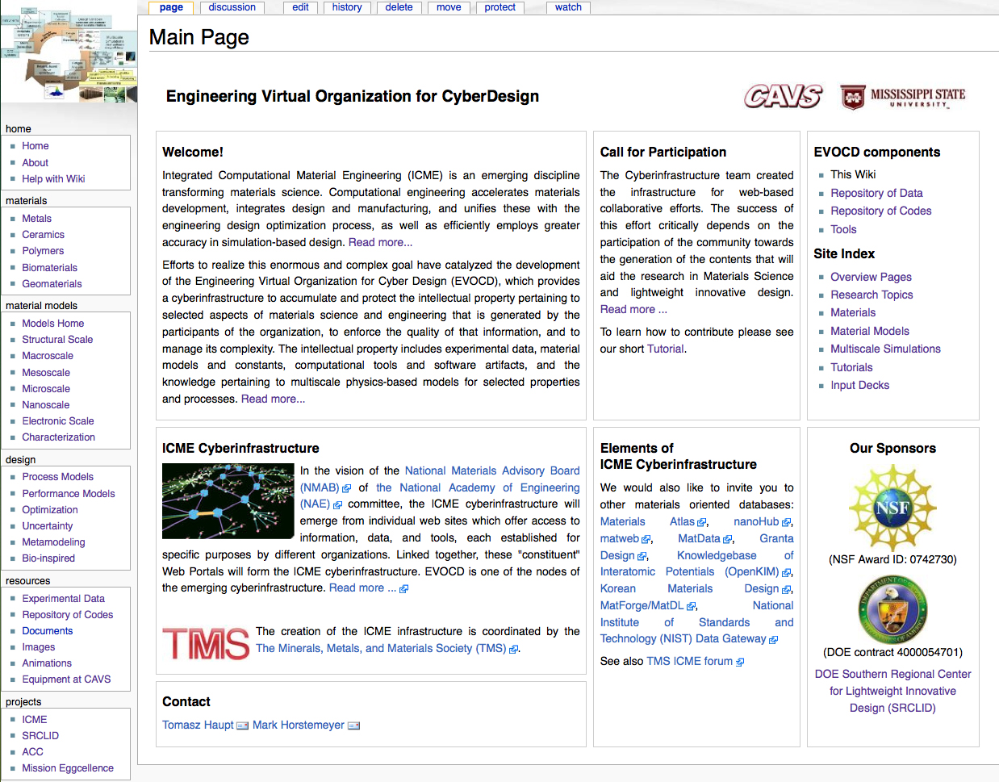 page discussion edit history delete move protect watch
Main Page
Engineering Virtual Organization for CyberDesign
CAVS
MISSISSIPPI STATE
UNIVERSITY™
home
Home
About
Help with Wiki
materials
Metals
Ceramics
Polymers
Biomaterials
Geomaterials
material models
Models Home
Structural Scale
Macroscale
Mesoscale
Microscale
Nanoscale
Electronic Scale
Characterization
design
Process Models
Performance Models
Optimization
Uncertainty
Metamodeling
Bio-inspired
resources
Experimental Data
Repository of Codes
Documents
Images
Animations
Equipment at CAVS
projects
ICME
SRCLID
ACC
Mission Eggcellence
Welcome!
Integrated Computational Material Engineering (ICME) is an emerging discipline
transforming materials science. Computational engineering accelerates materials
development, integrates design and manufacturing, and unifies these with the
engineering design optimization process, as well as efficiently employs greater
accuracy in simulation-based design. Read more...
Efforts to realize this enormous and complex goal have catalyzed the development
of the Engineering Virtual Organization for Cyber Design (EVOCD), which provides
a cyberinfrastructure to accumulate and protect the intellectual property pertaining to
selected aspects of materials science and engineering that is generated by the
participants of the organization, to enforce the quality of that information, and to
manage its complexity. The intellectual property includes experimental data, material
models and constants, computational tools and software artifacts, and the
knowledge pertaining to multiscale physics-based models for selected properties
and processes. Read more...
Call for Participation
The Cyberinfrastructure team created
the infrastructure for web-based
collaborative efforts. The success of
this effort critically depends on the
participation of the community towards
the generation of the contents that will
aid the research in Materials Science
and lightweight innovative design.
Read more ...
To learn how to contribute please see
our short Tutorial.
EVOCD components
This Wiki
Repository of Data
Repository of Codes
Tools
Site Index
Overview Pages
Research Topics
Materials
Material Models
Multiscale Simulations
Tutorials
Input Decks
ICME Cyberinfrastructure
In the vision of the National Materials Advisory Board
(NMAB) of the National Academy of Engineering
(NAE) committee, the ICME cyberinfrastructure will
emerge from individual web sites which offer access to
information, data, and tools, each established for
specific purposes by different organizations. Linked together, these "constituent"
Web Portals will form the ICME cyberinfrastructure. EVOCD is one of the nodes of
the emerging cyberinfrastructure. Read more ...
TMS
The creation of the ICME infrastructure is coordinated by the
The Minerals, Metals, and Materials Society (TMS).
Contact
Tomasz Haupt Mark Horstemeyer
Elements of
ICME Cyberinfrastructure
We would also like to invite you to
other materials oriented databases:
Materials Atlas, nanoHub,
matweb, MatData, Granta
Design, Knowledgebase of
Interatomic Potentials (OpenKIM),
Korean Materials Design,
MatForge/MatDL, National
Institute of Standards and
Technology (NIST) Data Gateway
See also TMS ICME forum
Our Sponsors
NSF
(NSF Award ID: 0742730)
(DOE contract 4000054701)
DOE Southern Regional Center
for Lightweight Innovative
Design (SRCLID)